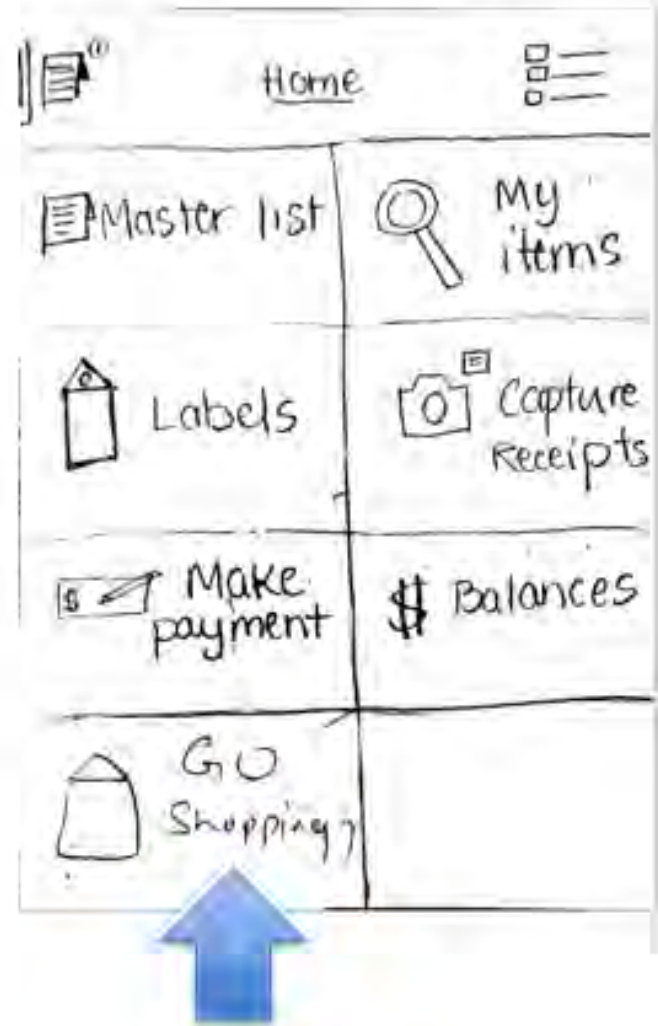 Home
Master list
My
items
Labels
Capture
Receipts
$ Make
payment
$ Balances
Go
Shopping